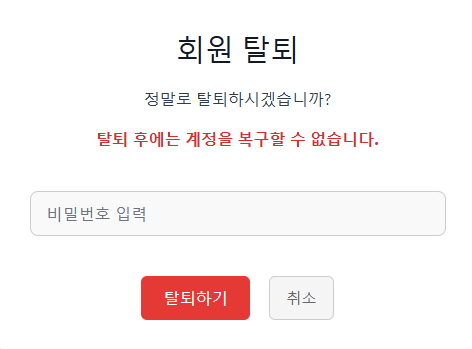 회원 탈퇴
정말로 탈퇴하시겠습니까?
탈퇴 후에는 계정을 복구할 수 없습니다.
비밀번호 입력
탈퇴하기 취소